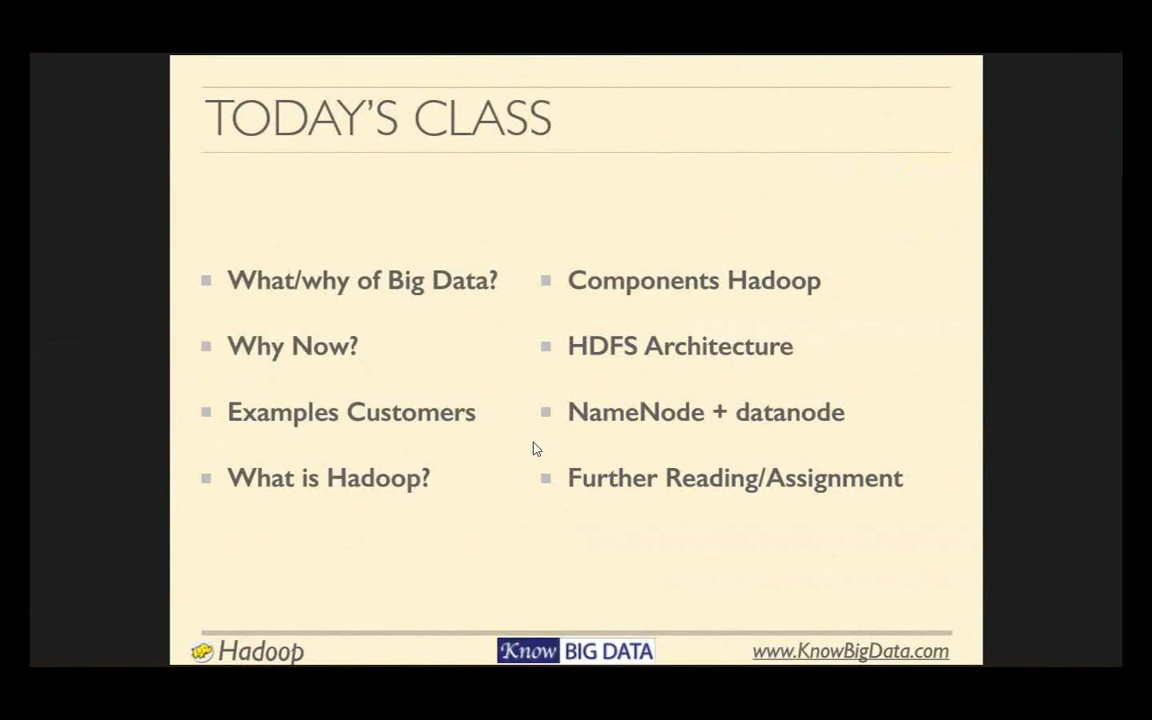 TODAY'S CLASS
What/why of Big Data?
Why Now?
Examples Customers
What is Hadoop?
Components Hadoop
HDFS Architecture
NameNode + datanode
Further Reading/Assignment
Hadoop
Know BIG DATA
www.KnowBigData.com